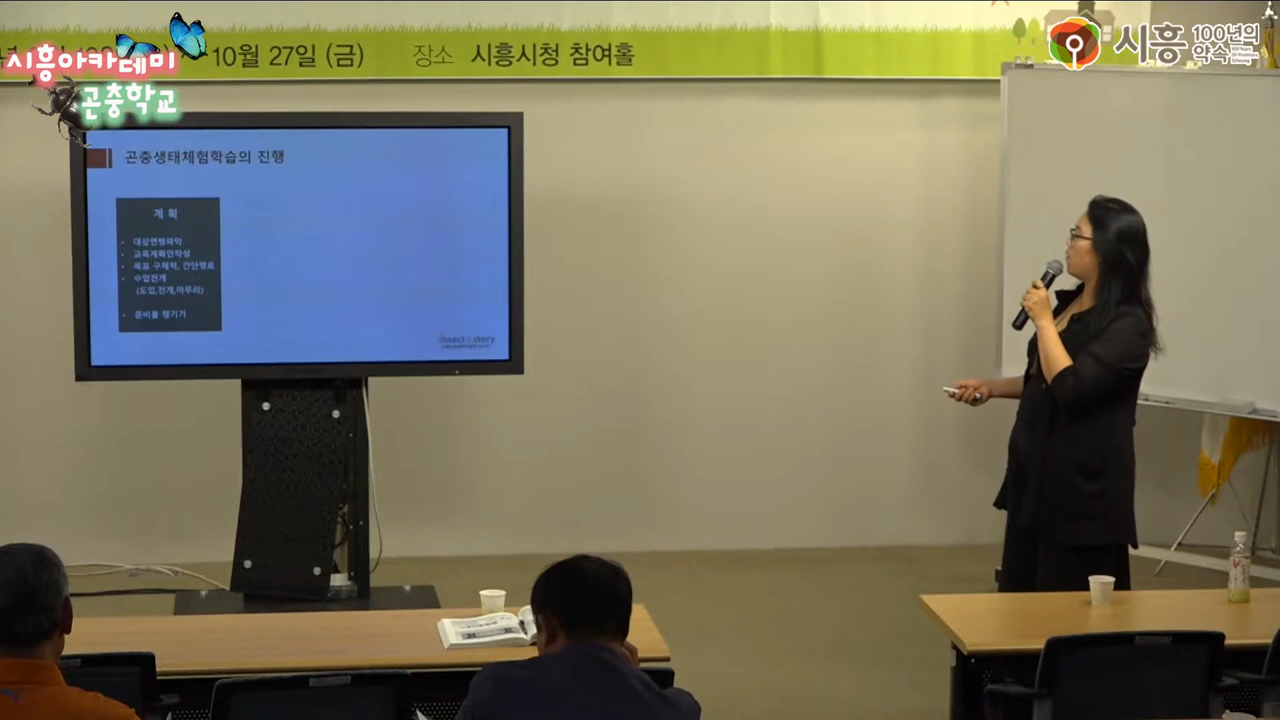 10월 27일 (금) 장소 시흥시청 참여홀
시흥아카데미
곤충학교
시흥 100년의
약속
곤충생태체험학습의 진행
계 획
• 대상연령파악
• 교육계획안작성
• 목표 구체적, 간단명료
• 수업전개
(도입,전개,마무리)
• 준비물 챙기기